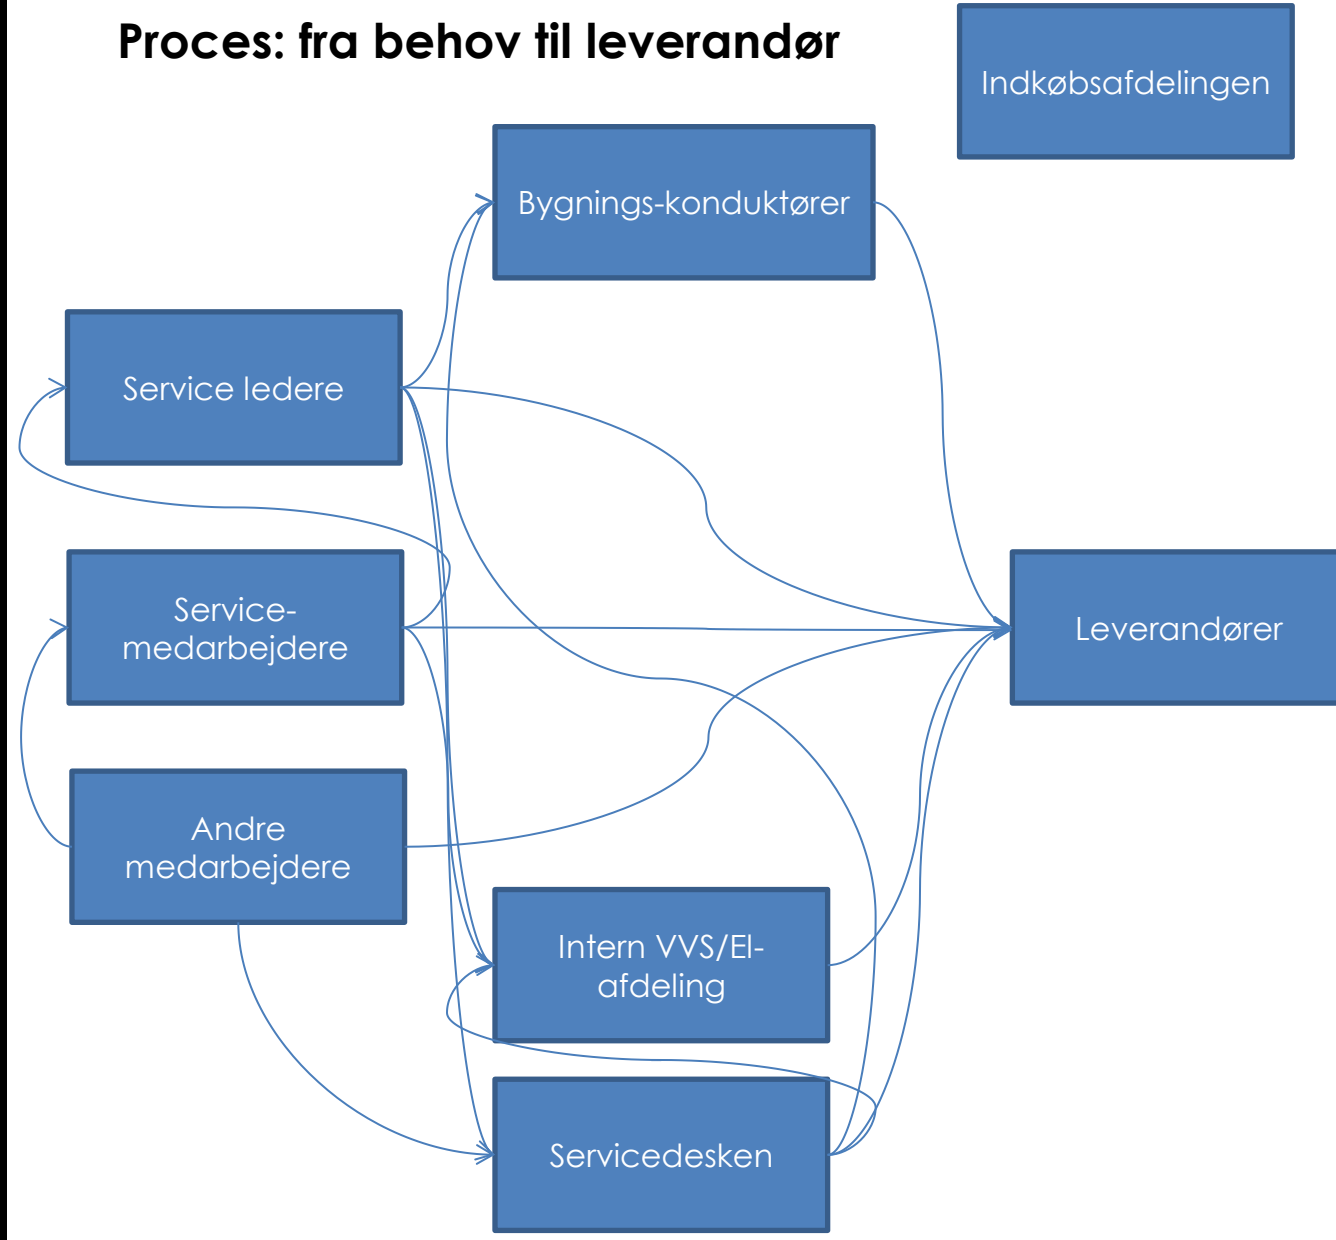 Proces: fra behov til leverandør
Indkøbsafdelingen
Bygnings-konduktører
Service ledere
Service-
medarbejdere
Leverandører
Andre
medarbejdere
Intern VVS/El-
afdeling
Servicedesken